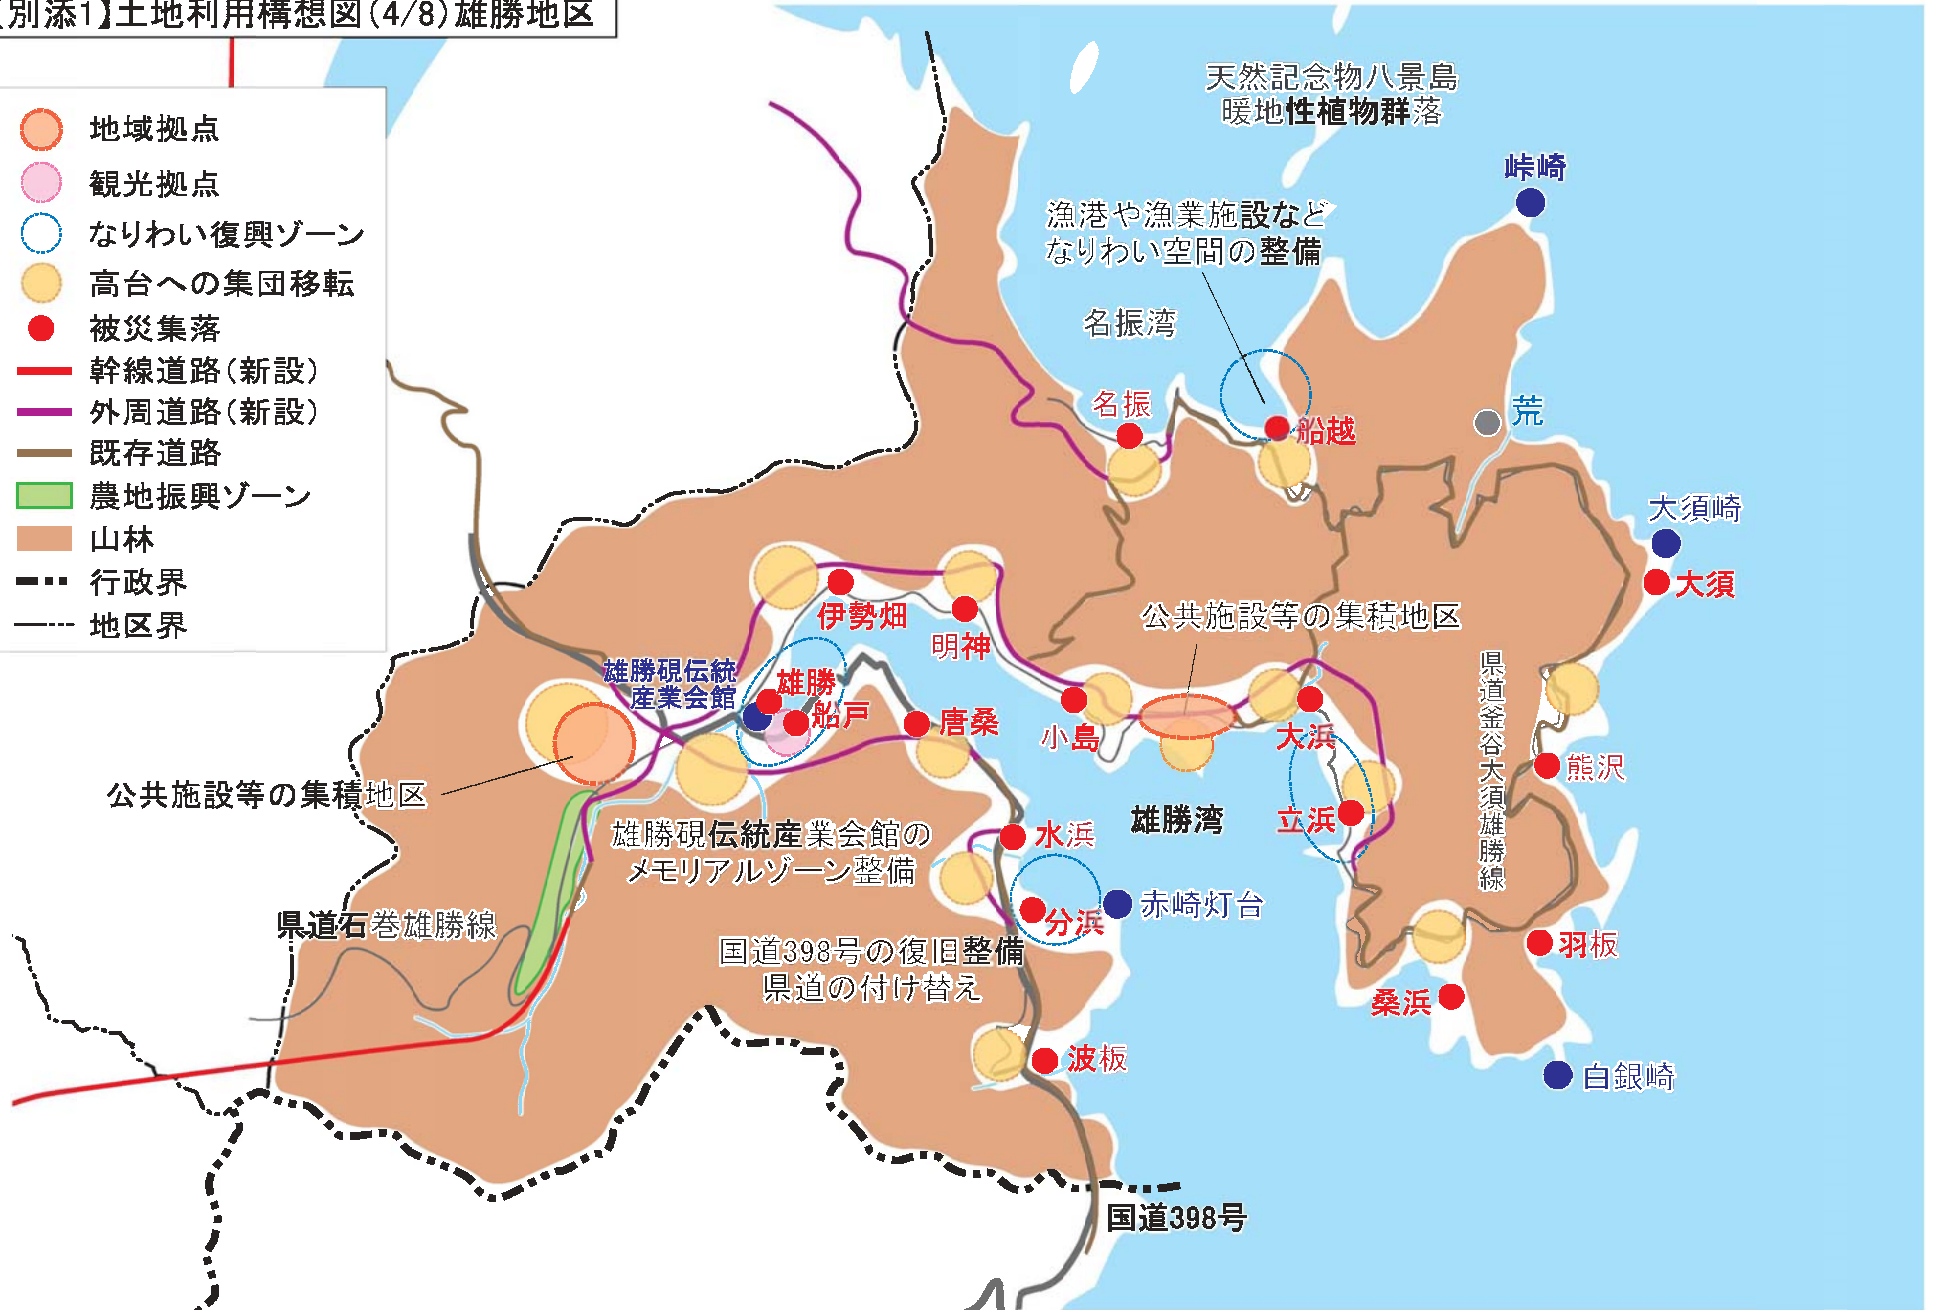 【別添1】土地利用構想図(4/8)雄勝地区
地域拠点
観光拠点
なりわい復興ゾーン
高台への集団移転
被災集落
幹線道路(新設)
外周道路(新設)
既存道路
農地振興ゾーン
山林
行政界
地区界
天然記念物八景島
暖地性植物群落
峠崎
漁港や漁業施設など
なりわい空間の整備
名振湾
名振
船越
荒
大須崎
大須
公共施設等の集積地区
伊勢畑
明神
雄勝硯伝統
産業会館
雄勝
船戸
唐桑
小島
大浜
県道釜谷大須雄勝線
熊沢
公共施設等の集積地区
雄勝硯伝統産業会館の
メモリアルゾーン整備
水浜
雄勝湾
立浜
県道石巻雄勝線
分浜
赤崎灯台
国道398号の復旧整備
県道の付け替え
羽板
桑浜
波板
白銀崎
国道398号